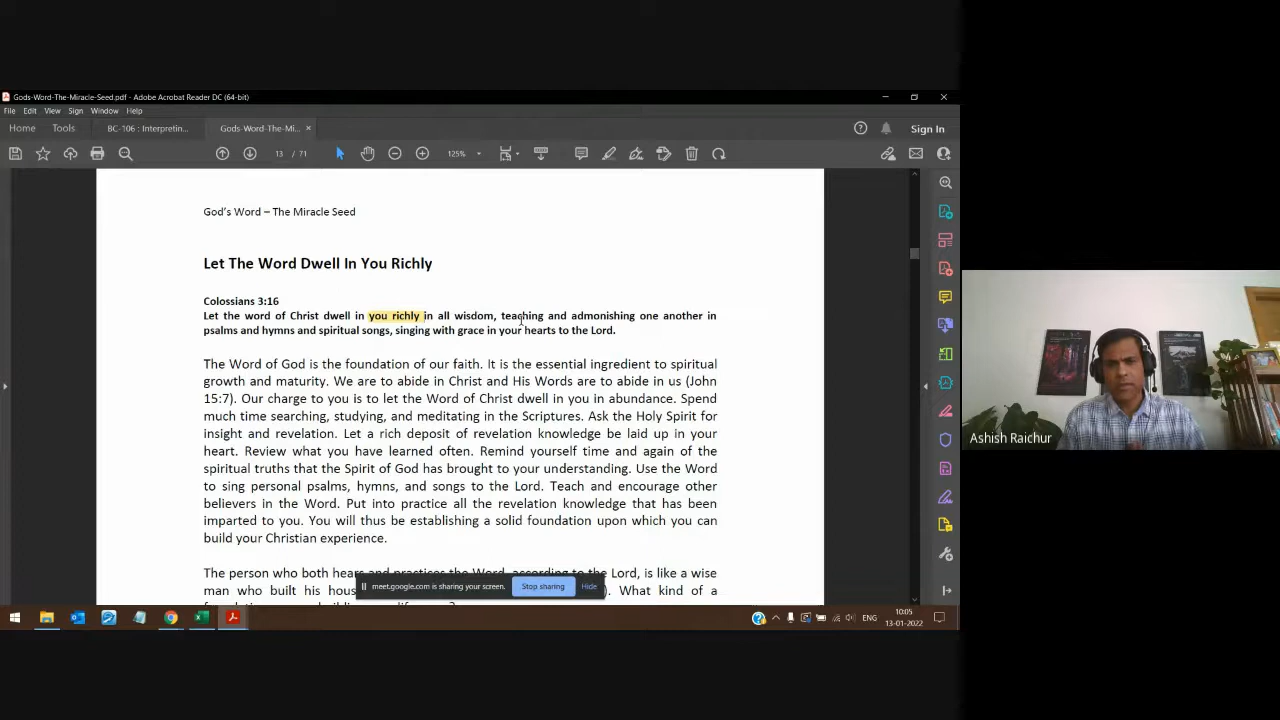 Gods-Word-The-Miracle-Seed.pdf - Adobe Acrobat Reader DC (64-bit)
File Edit View Sign Window Help
Home Tools BC-106 : Interpretin... Gods-Word-The-Mi... × Sign In
13 / 71 125%
God's Word – The Miracle Seed
Let The Word Dwell In You Richly
Colossians 3:16
Let the word of Christ dwell in you richly in all wisdom, teaching and admonishing one another in
psalms and hymns and spiritual songs, singing with grace in your hearts to the Lord.
The Word of God is the foundation of our faith. It is the essential ingredient to spiritual
growth and maturity. We are to abide in Christ and His Words are to abide in us (John
15:7). Our charge to you is to let the Word of Christ dwell in you in abundance. Spend
much time searching, studying, and meditating in the Scriptures. Ask the Holy Spirit for
insight and revelation. Let a rich deposit of revelation knowledge be laid up in your
heart. Review what you have learned often. Remind yourself time and again of the
spiritual truths that the Spirit of God has brought to your understanding. Use the Word
to sing personal psalms, hymns, and songs to the Lord. Teach and encourage other
believers in the Word. Put into practice all the revelation knowledge that has been
imparted to you. You will thus be establishing a solid foundation upon which you can
build your Christian experience.
The person who both hears and practices the Word, according to the Lord, is like a wise
man who built his hous ). What kind of a
meet.google.com is sharing your screen. Stop sharing Hide
Ashish Raichur
ENG
10:05
13-01-2022